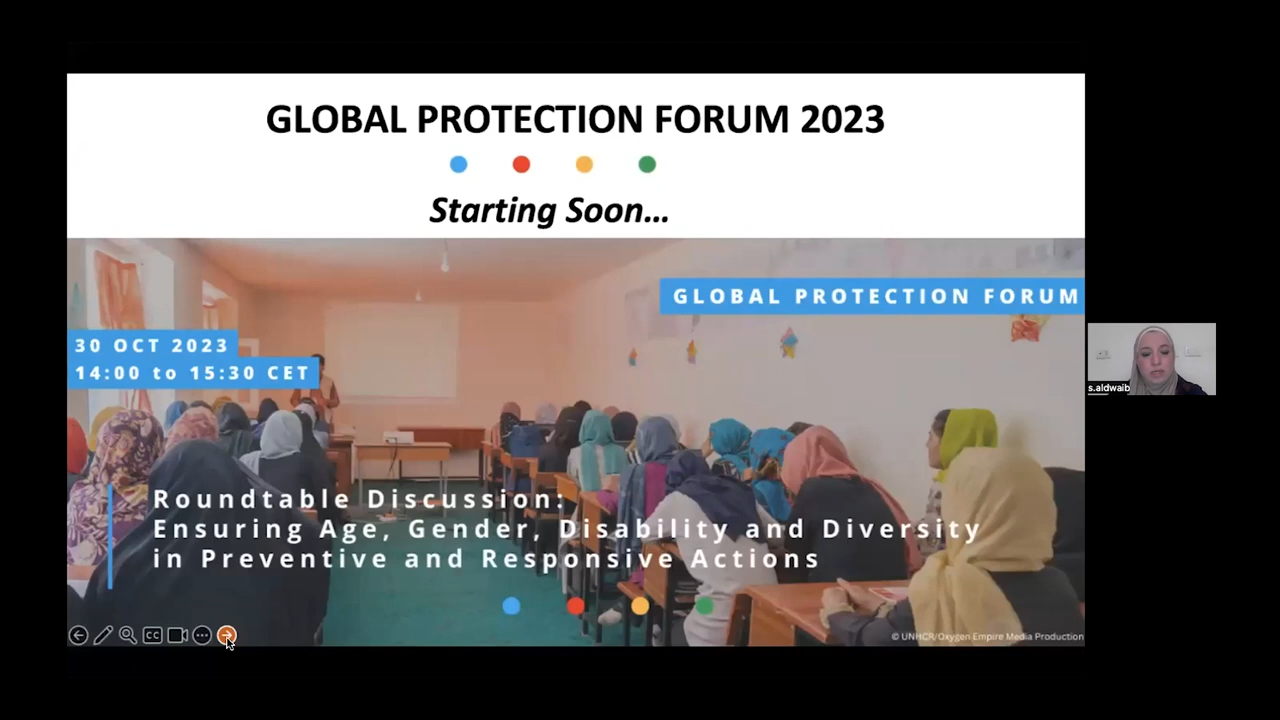 GLOBAL PROTECTION FORUM 2023
Starting Soon...
GLOBAL PROTECTION FORUM
30 OCT 2023
14:00 to 15:30 CET
s.aldwaib
Roundtable Discussion:
Ensuring Age, Gender, Disability and Diversity
in Preventive and Responsive Actions
CC
© UNHCR/Oxygen Empire Media Production